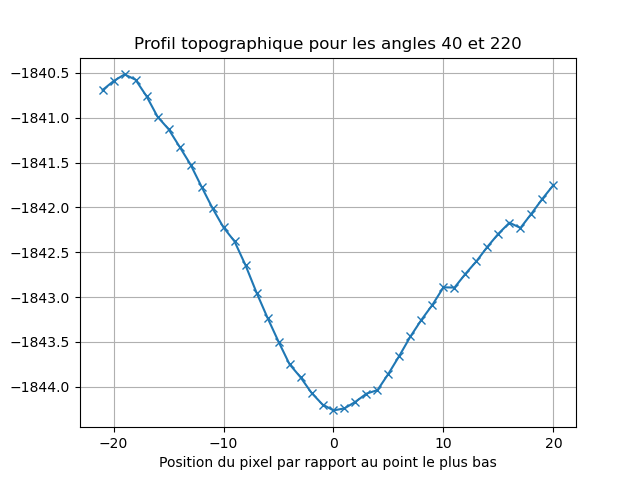 Profil topographique pour les angles 40 et 220
−1840.5
−1841.0
−1841.5
−1842.0
−1842.5
−1843.0
−1843.5
−1844.0
−20 −10 0 10 20
Position du pixel par rapport au point le plus bas